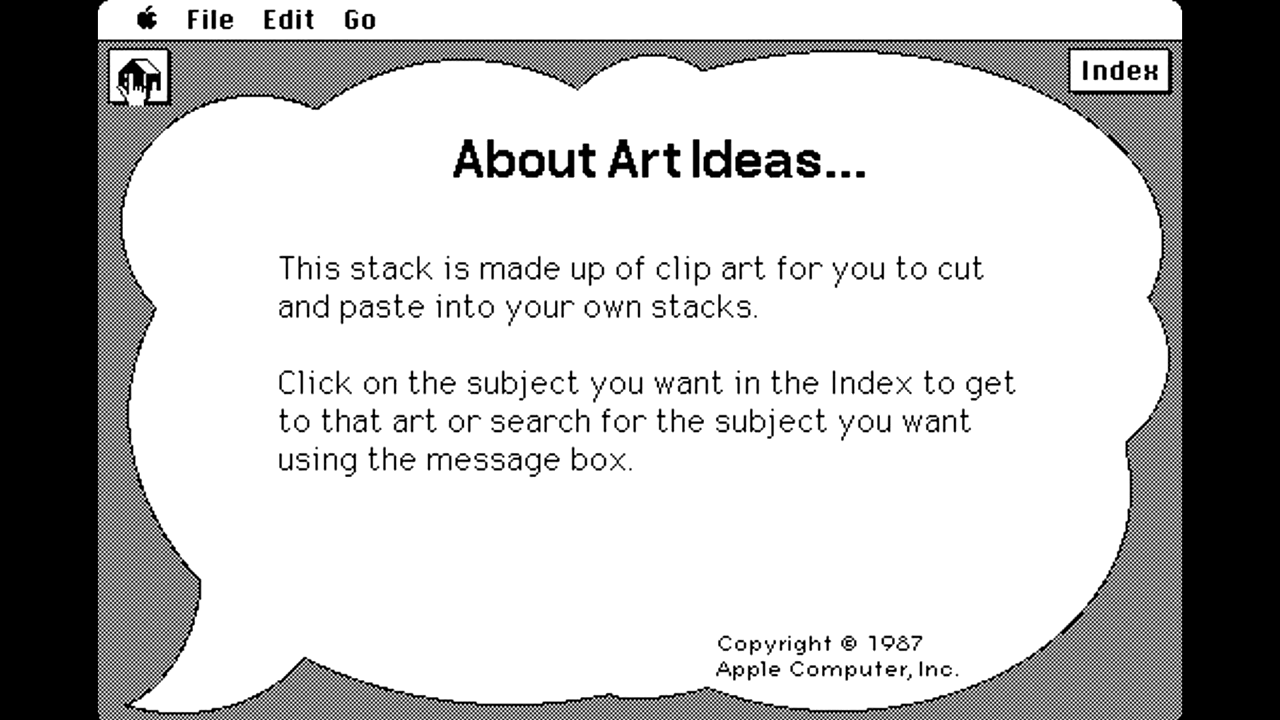 File Edit Go
Index
About Art Ideas...
This stack is made up of clip art for you to cut
and paste into your own stacks.
Click on the subject you want in the Index to get
to that art or search for the subject you want
using the message box.
Copyright © 1987
Apple Computer, Inc.